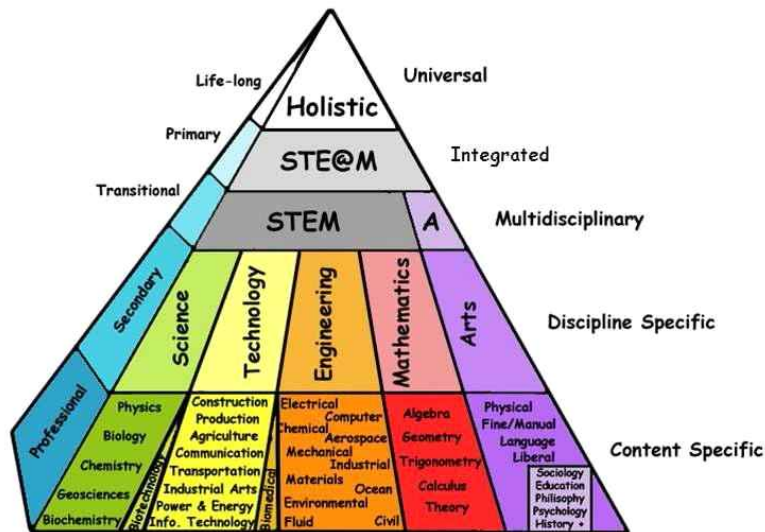 Life-long
Universal
Holistic
Primary
STE@M
Integrated
Transitional
STEM
A
Multidisciplinary
Secondary
Science
Technology
Engineering
Mathematics
Arts
Discipline Specific
Professional
Physics
Biology
Chemistry
Geosciences
Biochemistry
Biotechnology
Construction
Production
Agriculture
Communication
Transportation
Industrial Arts
Power & Energy
Info. Technology
Biomedical
Electrical
Computer
Chemical
Aerospace
Mechanical
Industrial
Materials
Ocean
Environmental
Fluid
Civil
Algebra
Geometry
Trigonometry
Calculus
Theory
Physical
Fine/Manual
Language
Liberal
Sociology
Education
Philisophy
Psychology
History +
Content Specific